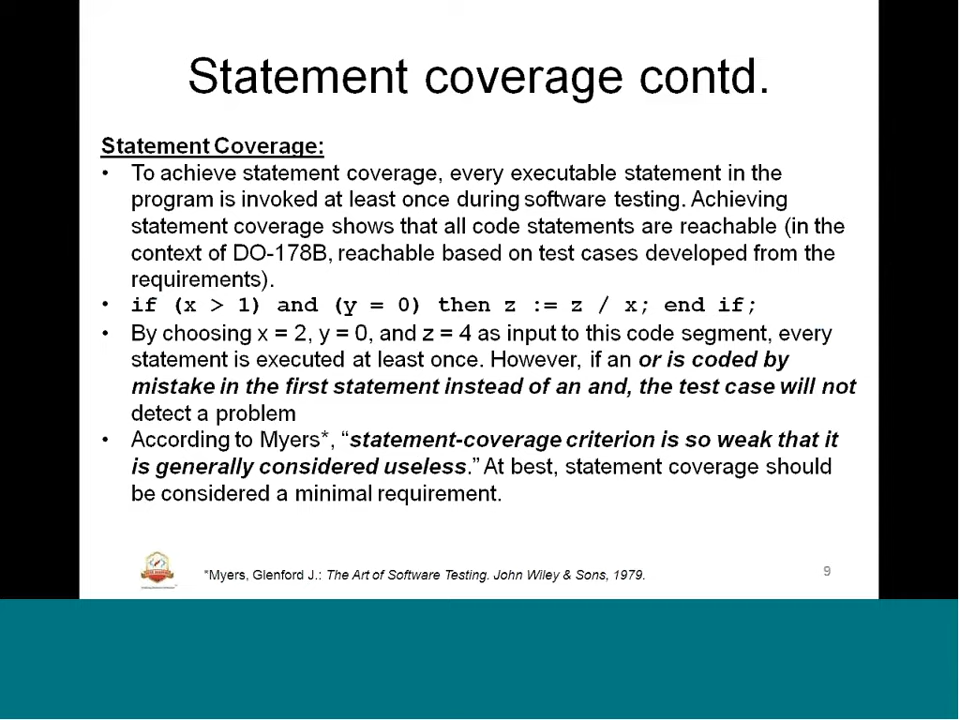 Statement coverage contd.
Statement Coverage:
• To achieve statement coverage, every executable statement in the
program is invoked at least once during software testing. Achieving
statement coverage shows that all code statements are reachable (in the
context of DO-178B, reachable based on test cases developed from the
requirements).
• if (x > 1) and (y = 0) then z := z / x; end if;
• By choosing x = 2, y = 0, and z = 4 as input to this code segment, every
statement is executed at least once. However, if an or is coded by
mistake in the first statement instead of an and, the test case will not
detect a problem
• According to Myers*, “statement-coverage criterion is so weak that it
is generally considered useless.” At best, statement coverage should
be considered a minimal requirement.
*Myers, Glenford J.: The Art of Software Testing. John Wiley & Sons, 1979.
9